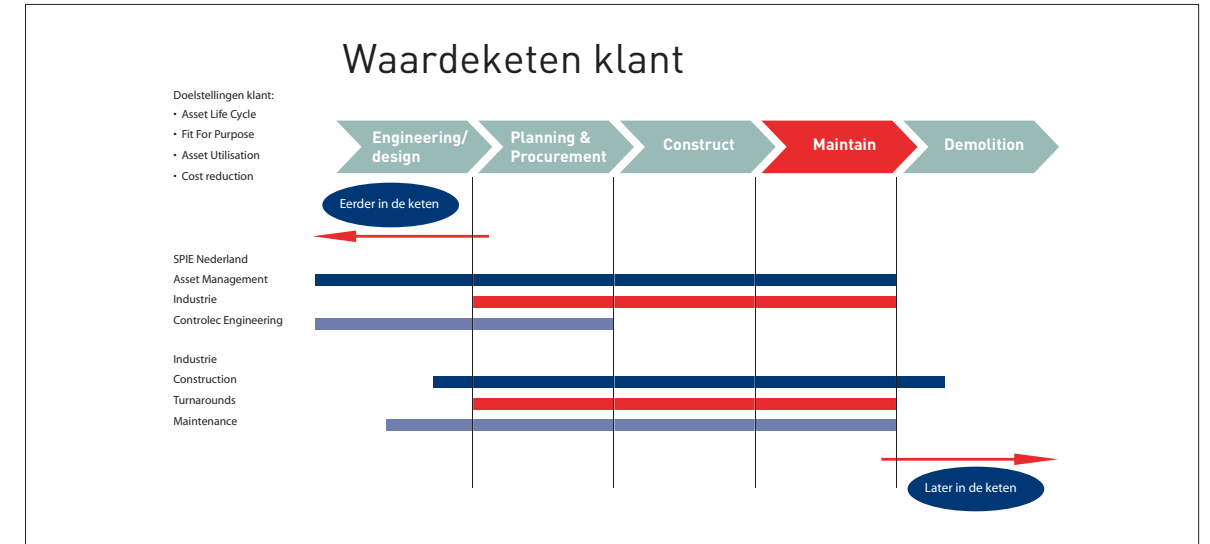 Waardeketen klant
Doelstellingen klant:
• Asset Life Cycle
• Fit For Purpose
• Asset Utilisation
• Cost reduction
Engineering/
design
Planning &
Procurement
Construct
Maintain
Demolition
Eerder in de keten
SPIE Nederland
Asset Management
Industrie
Controlec Engineering
Industrie
Construction
Turnarounds
Maintenance
Later in de keten